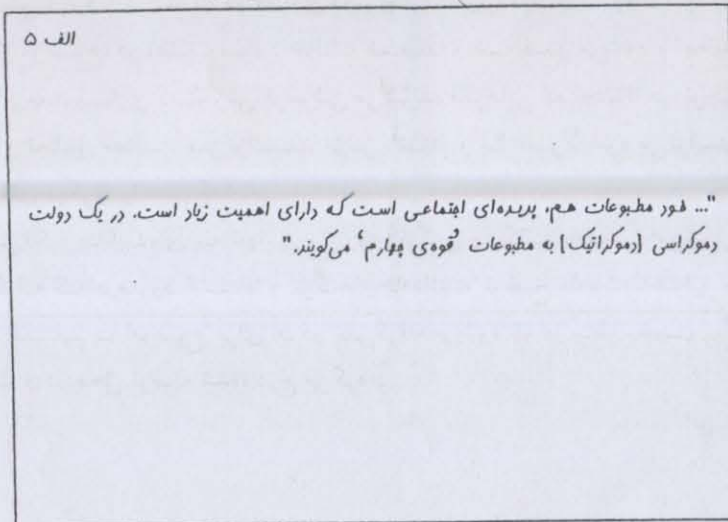 الف ۵
"... خود مطبوعات هم، پدیده‌ای اجتماعی است که دارای اهمیت زیاد است. در یک دولت
دموکراسی [دموکراتیک] به مطبوعات 'قوه‌ی چهارم' می‌گویند."